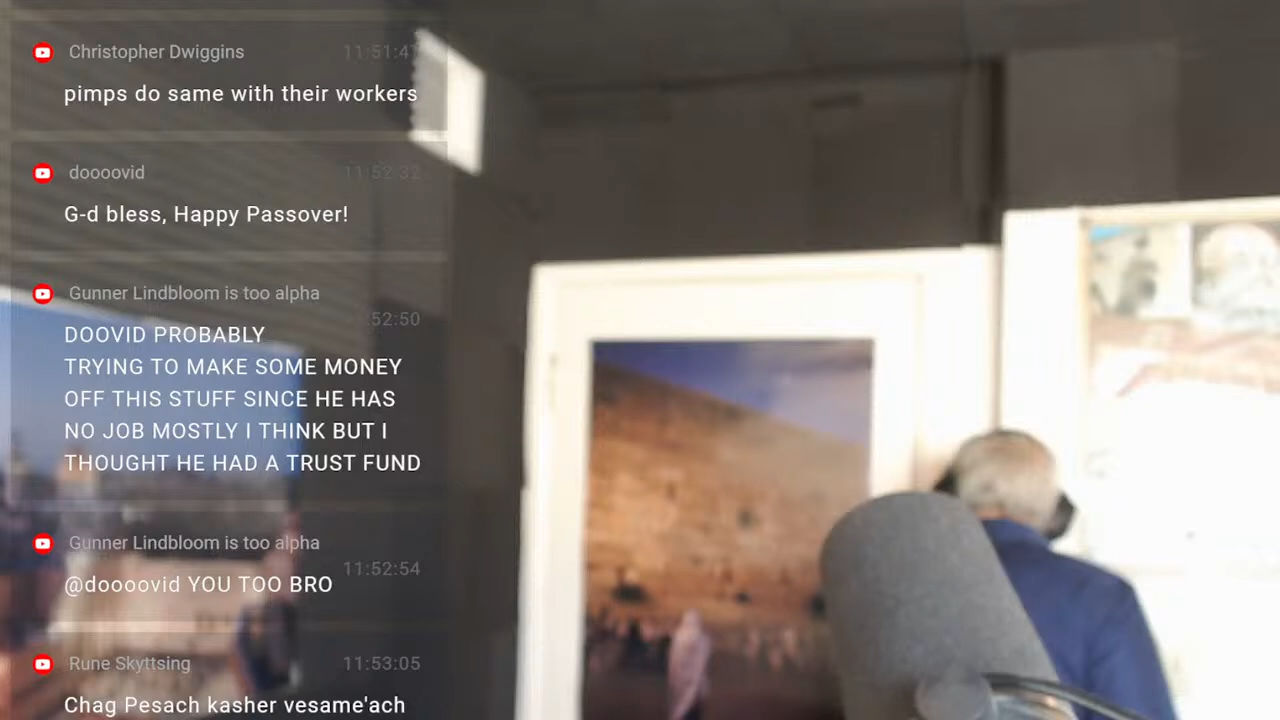 Christopher Dwiggins 11:51:41
pimps do same with their workers
doooovid 11:52:32
G-d bless, Happy Passover!
Gunner Lindbloom is too alpha
52:50
DOOVID PROBABLY
TRYING TO MAKE SOME MONEY
OFF THIS STUFF SINCE HE HAS
NO JOB MOSTLY I THINK BUT I
THOUGHT HE HAD A TRUST FUND
Gunner Lindbloom is too alpha
11:52:54
@doooovid YOU TOO BRO
Rune Skyttsing 11:53:05
Chag Pesach kasher vesame'ach